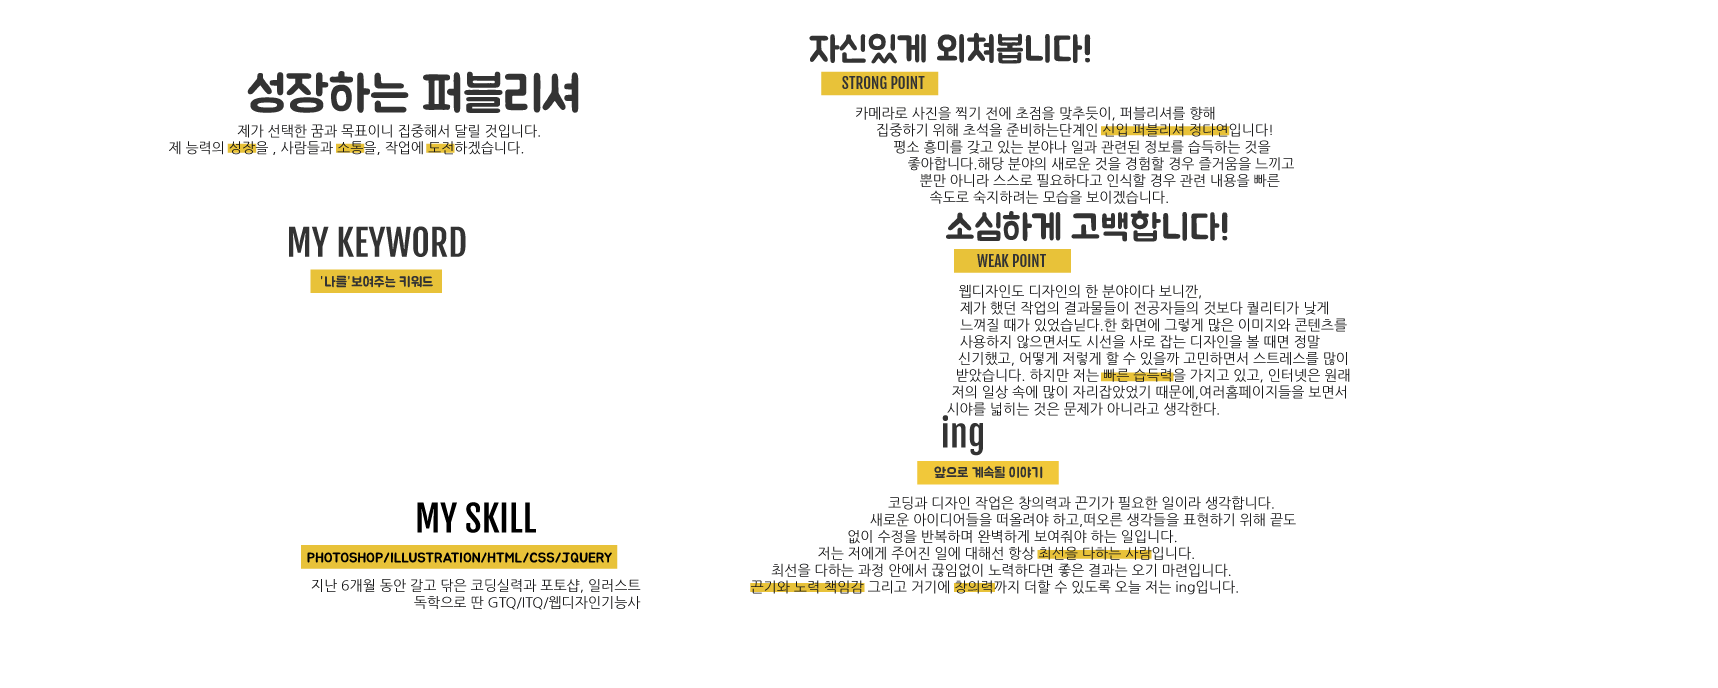 성장하는 퍼블리셔
제가 선택한 꿈과 목표이니 집중해서 달릴 것입니다.
제 능력의 성장을 , 사람들과 소통을, 작업에 도전하겠습니다.
MY KEYWORD
'나를'보여주는 키워드
MY SKILL
PHOTOSHOP/ILLUSTRATION/HTML/CSS/JQUERY
지난 6개월 동안 갈고 닦은 코딩실력과 포토샵, 일러스트
독학으로 딴 GTQ/ITQ/웹디자인기능사
자신있게 외쳐봅니다!
STRONG POINT
카메라로 사진을 찍기 전에 초점을 맞추듯이, 퍼블리셔를 향해
집중하기 위해 초석을 준비하는단계인 신입 퍼블리셔 정다연입니다!
평소 흥미를 갖고 있는 분야나 일과 관련된 정보를 습득하는 것을
좋아합니다.해당 분야의 새로운 것을 경험할 경우 즐거움을 느끼고
뿐만 아니라 스스로 필요하다고 인식할 경우 관련 내용을 빠른
속도로 숙지하려는 모습을 보이겠습니다.
소심하게 고백합니다!
WEAK POINT
웹디자인도 디자인의 한 분야이다 보니깐,
제가 했던 작업의 결과물들이 전공자들의 것보다 퀄리티가 낮게
느껴질 때가 있었습닏다.한 화면에 그렇게 많은 이미지와 콘텐츠를
사용하지 않으면서도 시선을 사로 잡는 디자인을 볼 때면 정말
신기했고, 어떻게 저렇게 할 수 있을까 고민하면서 스트레스를 많이
받았습니다. 하지만 저는 빠른 습득력을 가지고 있고, 인터넷은 원래
저의 일상 속에 많이 자리잡았었기 때문에,여러홈페이지들을 보면서
시야를 넓히는 것은 문제가 아니라고 생각한다.
ing
앞으로 계속될 이야기
코딩과 디자인 작업은 창의력과 끈기가 필요한 일이라 생각합니다.
새로운 아이디어들을 떠올려야 하고,떠오른 생각들을 표현하기 위해 끝도
없이 수정을 반복하며 완벽하게 보여줘야 하는 일입니다.
저는 저에게 주어진 일에 대해선 항상 최선을 다하는 사람입니다.
최선을 다하는 과정 안에서 끊임없이 노력하다면 좋은 결과는 오기 마련입니다.
끈기와 노력 책임감 그리고 거기에 창의력까지 더할 수 있도록 오늘 저는 ing입니다.